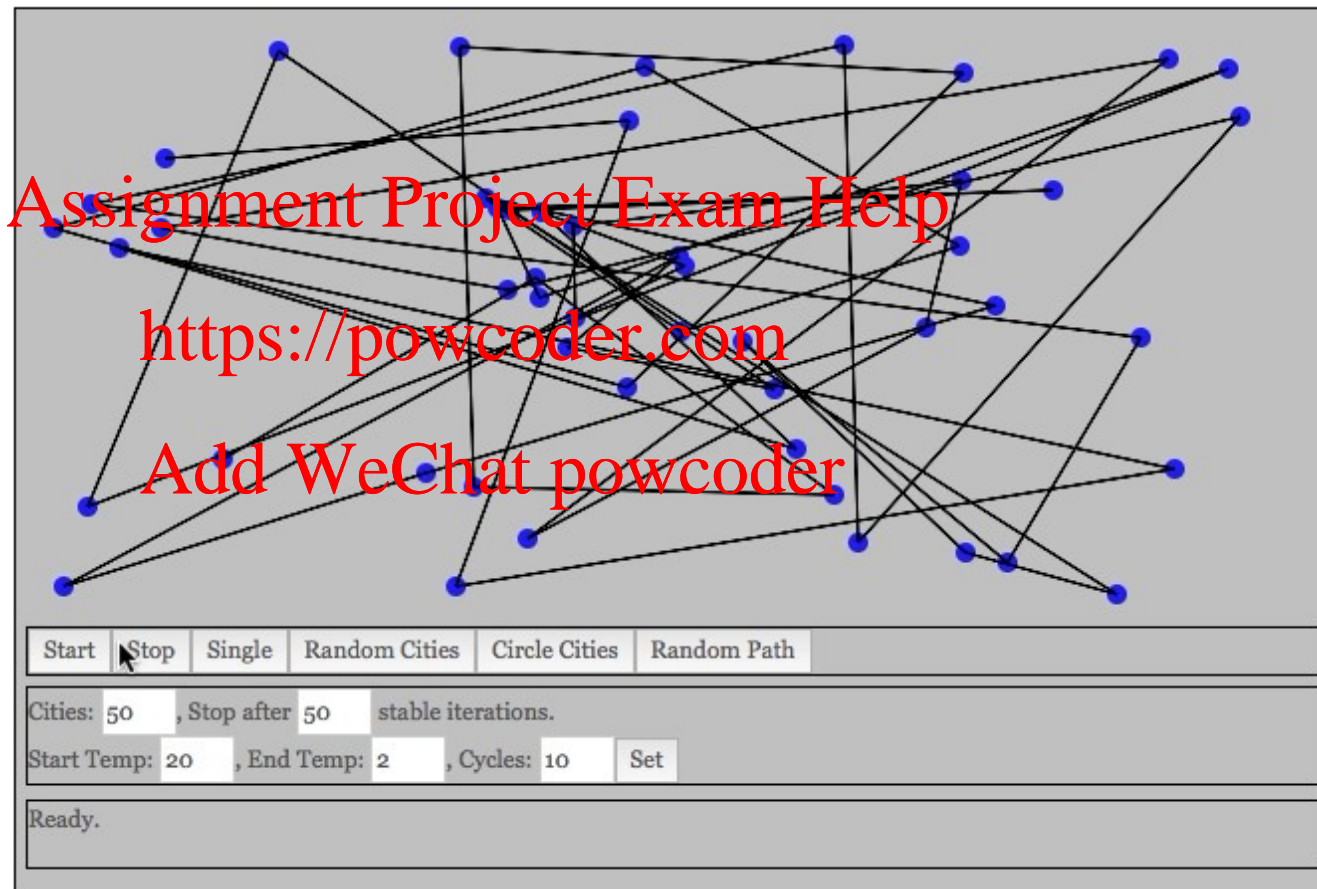 Assignment Project Exam Help
https://powcoder.com
Add WeChat powcoder
Start Stop Single Random Cities Circle Cities Random Path
Cities: 50 , Stop after 50 stable iterations.
Start Temp: 20 , End Temp: 2 , Cycles: 10 Set
Ready.